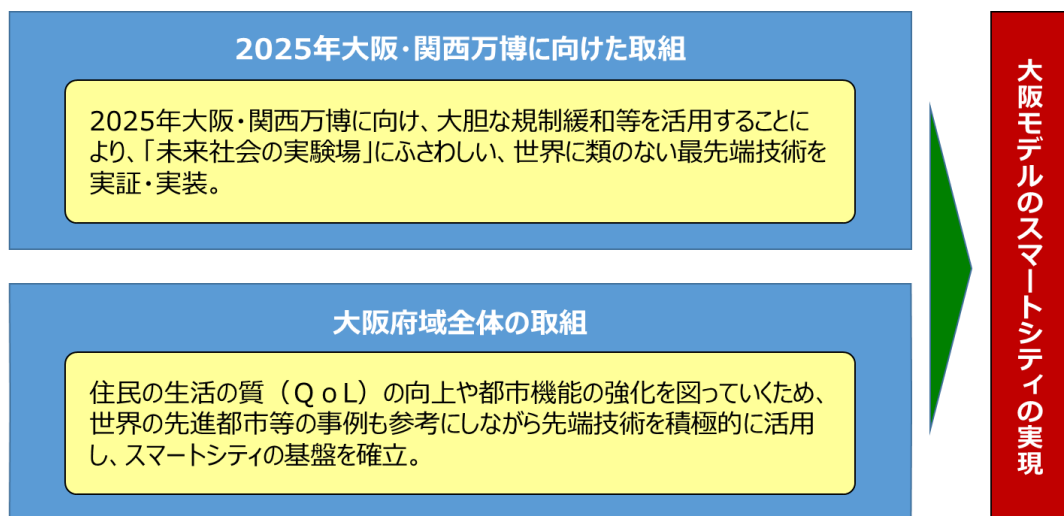 2025年大阪・関西万博に向けた取組
2025年大阪・関西万博に向け、大胆な規制緩和等を活用することに
より、「未来社会の実験場」にふさわしい、世界に類のない最先端技術を
実証・実装。
大阪府域全体の取組
住民の生活の質（ＱｏＬ）の向上や都市機能の強化を図っていくため、
世界の先進都市等の事例も参考にしながら先端技術を積極的に活用
し、スマートシティの基盤を確立。
大阪モデルのスマートシティの実現